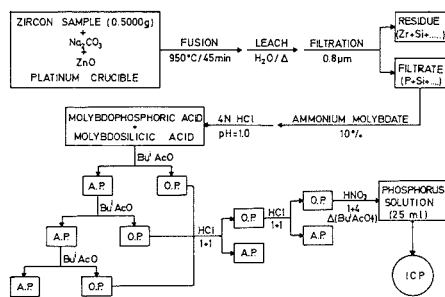 ZIRCON SAMPLE (0.5000g)
+
Na2CO3
+
ZnO
PLATINUM CRUCIBLE
FUSION
950°C/45min
LEACH
H2O/Δ
FILTRATION
0.8μm
RESIDUE
(Zr+Si+....)
FILTRATE
(P+Si+....)
MOLYBDOPHOSPHORIC ACID
+
MOLYBDOSILICIC ACID
4N HCl
pH=1.0
AMMONIUM MOLYBDATE
10%
BuiAcO
A.P.
O.P.
BuiAcO
A.P.
O.P.
BuiAcO
A.P.
O.P.
HCl
1+1
O.P.
A.P.
HCl
1+1
O.P.
A.P.
HNO3
1+4
Δ(BuiAcO↑)
PHOSPHORUS
SOLUTION
(25 ml)
ICP